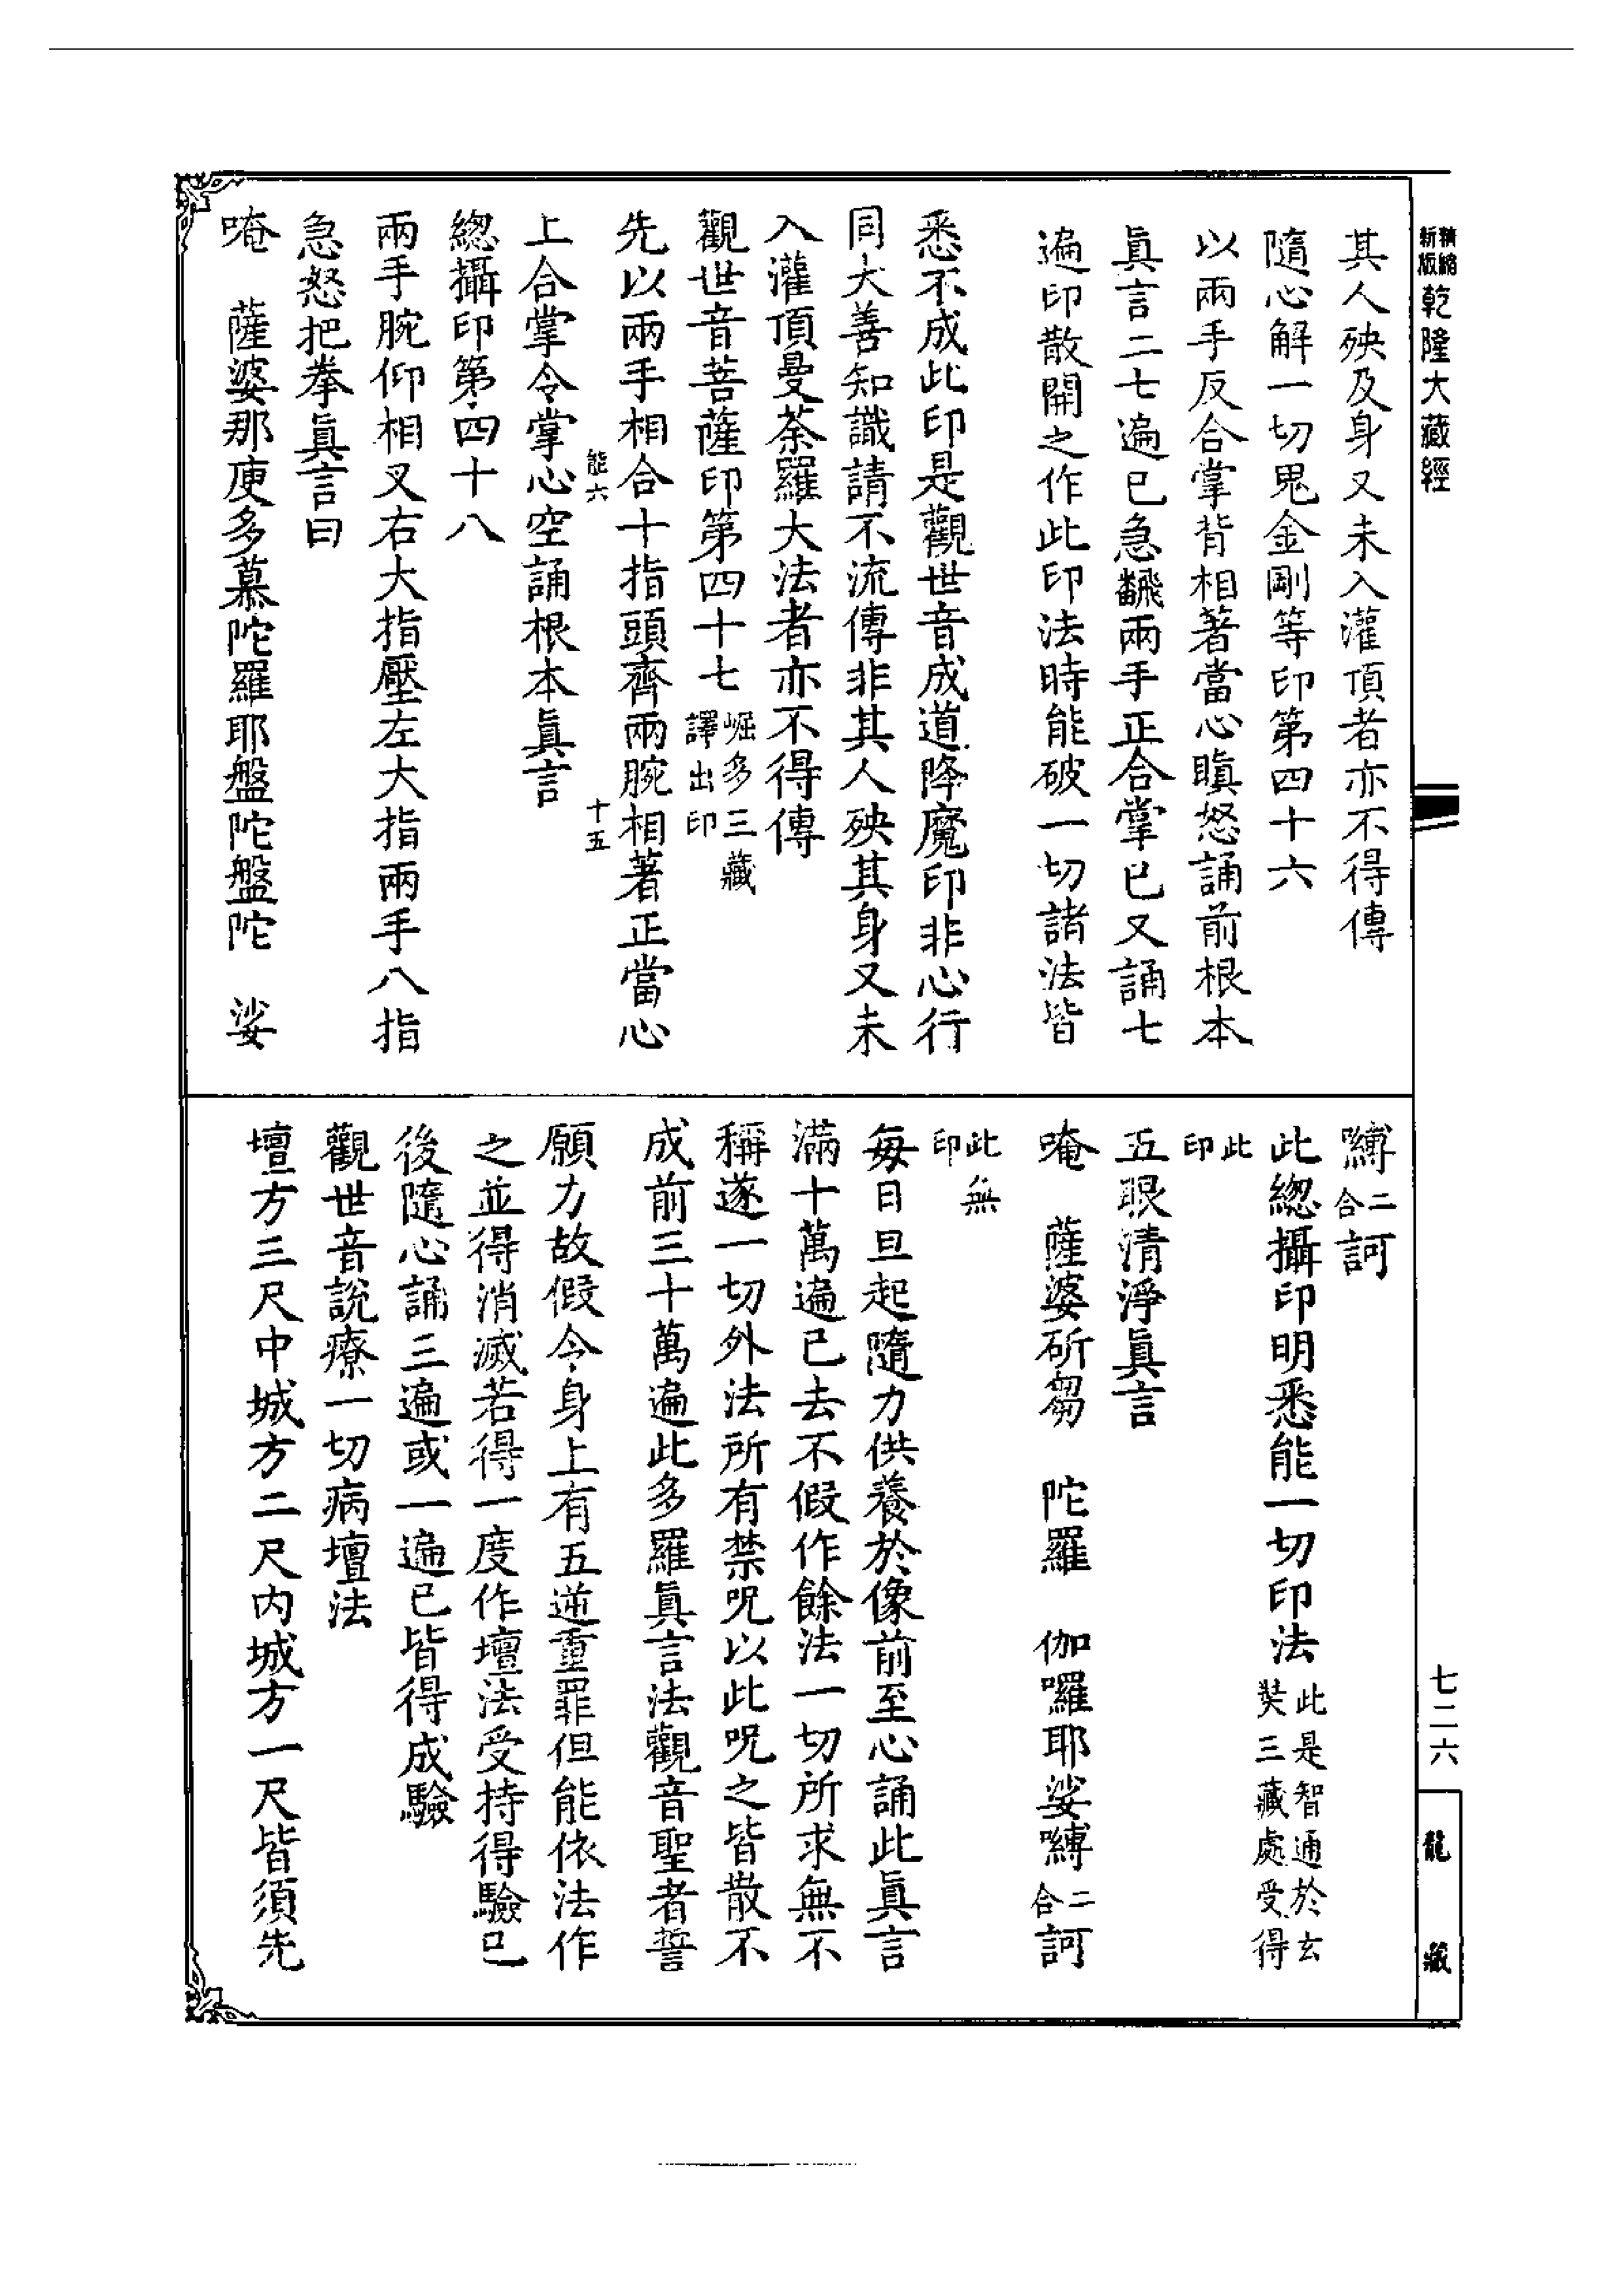 精縮新版乾隆大藏經
其人殃及身又未入灌頂者亦不得傳
隨心解一切鬼金剛等印第四十六
以兩手反合掌背相著當心瞋怒誦前根本
眞言二七遍已急飜兩手正合掌已又誦七
遍印散開之作此印法時能破一切諸法皆
悉不成此印是觀世音成道降魔印非心行
同大善知識請不流傳非其人殃其身又未
入灌頂曼荼羅大法者亦不得傳
觀世音菩薩印第四十七崛多三藏譯出印
先以兩手相合十指頭齊兩腕相著正當心
能六 十五
上合掌令掌心空誦根本眞言
總攝印第四十八
兩手腕仰相叉右大指壓左大指兩手八指
急怒把拳眞言曰
唵 薩婆那庾多慕陀羅耶盤陀盤陀 娑
嚩二合訶
此總攝印明悉能一切印法此是智通於玄奘三藏處受得
此印
五眼清淨眞言
唵 薩婆斫芻 陀羅 伽囉耶娑嚩二合訶
此無印
每日旦起隨力供養於像前至心誦此眞言
滿十萬遍已去不假作餘法一切所求無不
稱遂一切外法所有禁呪以此呪之皆散不
成前三十萬遍此多羅眞言法觀音聖者誓
願力故假令身上有五逆重罪但能依法作
之並得消滅若得一度作壇法受持得驗已
後隨心誦三遍或一遍已皆得成驗
觀世音說療一切病壇法
壇方三尺中城方二尺內城方一尺皆須先
七二六
龍藏